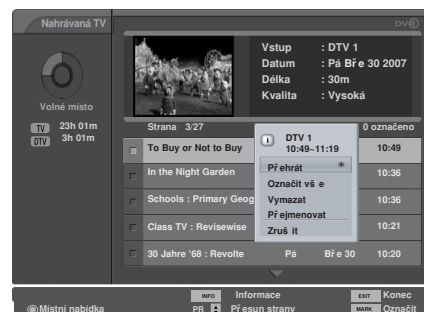 Nahrávaná TV
DVR
Vstup : DTV 1
Datum : Pá Bře 30 2007
Délka : 30m
Kvalita : Vysoká
Volné místo
TV 23h 01m
DTV 3h 01m
Strana 3/27
0 označeno
DTV 1
10:49~11:19
Přehrát
Označit vše
Vymazat
Přejmenovat
Zrušit
To Buy or Not to Buy 10:49
In the Night Garden 10:36
Schools : Primary Geog 10:36
Class TV : Revisewise 10:21
30 Jahre '68 : Revolte Pá Bře 30 10:20
INFO Informace EXIT Konec
Místní nabídka PR Přesun strany MARK Označit